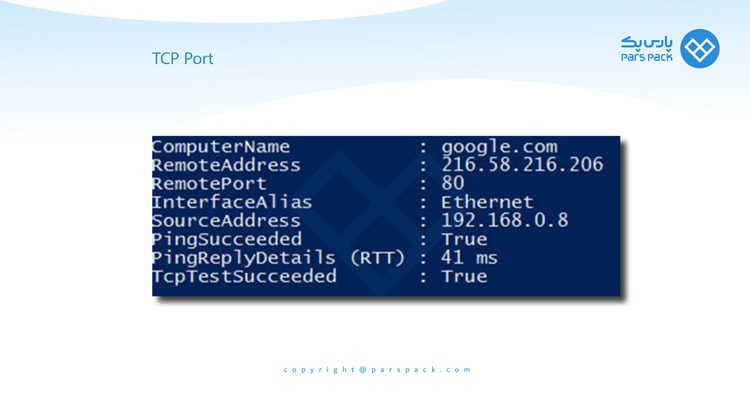 TCP Port
پارس پک
Pars Pack
ComputerName : google.com
RemoteAddress : 216.58.216.206
RemotePort : 80
InterfaceAlias : Ethernet
SourceAddress : 192.168.0.8
PingSucceeded : True
PingReplyDetails (RTT) : 41 ms
TcpTestSucceeded : True
copyright@parspack.com